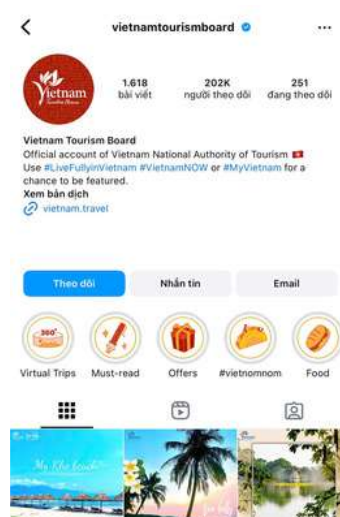 vietnamtourismboard
Vietnam
1.618
bài viết
202K
người theo dõi
251
đang theo dõi
Vietnam Tourism Board
Official account of Vietnam National Authority of Tourism
Use #LiveFullyinVietnam #VietnamNOW or #MyVietnam for a
chance to be featured.
Xem bản dịch
vietnam.travel
Theo dõi
Nhắn tin
Email
360°
Virtual Trips
Must-read
Offers
#vietnomnom
Food
My Khe beach